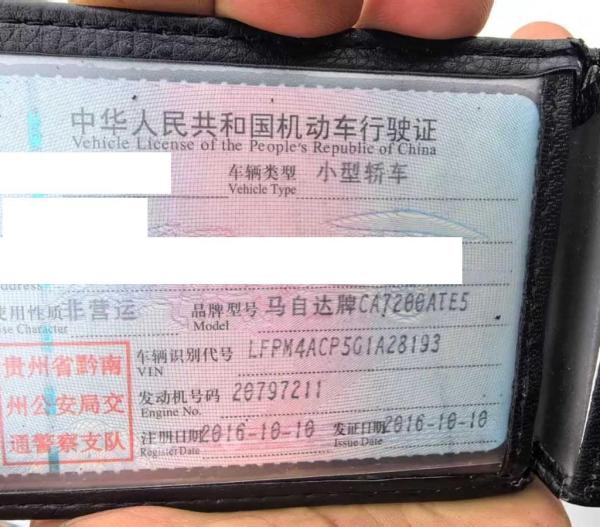 中华人民共和国机动车行驶证
Vehicle License of the People's Republic of China
车辆类型 小型轿车
Vehicle Type
Address
使用性质 非营运 品牌型号 马自达牌CA7200ATE5
Use Character Model
车辆识别代号 LFPM4ACP5G1A28193
VIN
发动机号码 20797211
Engine No.
注册日期 2016-10-10 发证日期 2016-10-10
Register Date Issue Date
贵州省黔南
州公安局交
通警察支队